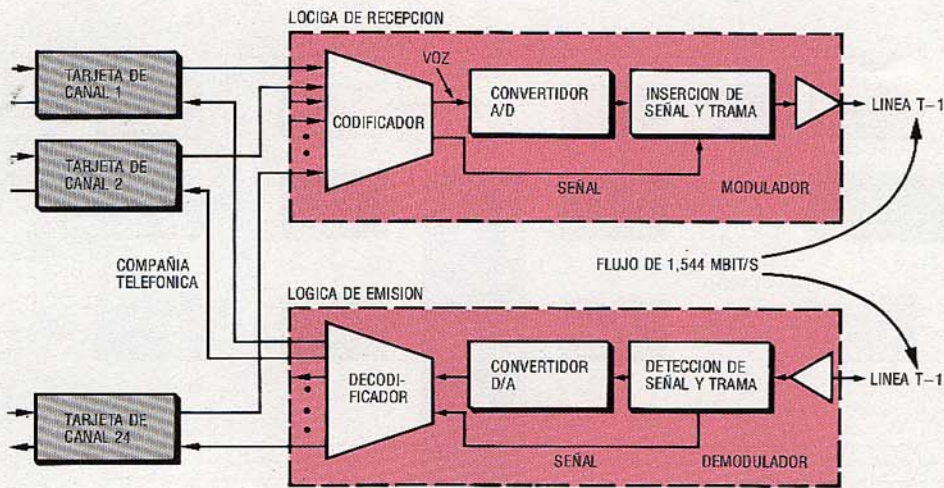 LOCIGA DE RECEPCION
TARJETA DE
CANAL 1
TARJETA DE
CANAL 2
CODIFICADOR
VOZ
CONVERTIDOR
A/D
INSERCION DE
SEÑAL Y TRAMA
LINEA T-1
SEÑAL
MODULADOR
COMPAÑIA
TELEFONICA
FLUJO DE 1,544 MBIT/S
LOGICA DE EMISION
TARJETA DE
CANAL 24
DECODI-
FICADOR
CONVERTIDOR
D/A
DETECCION DE
SEÑAL Y TRAMA
LINEA T-1
SEÑAL
DEMODULADOR